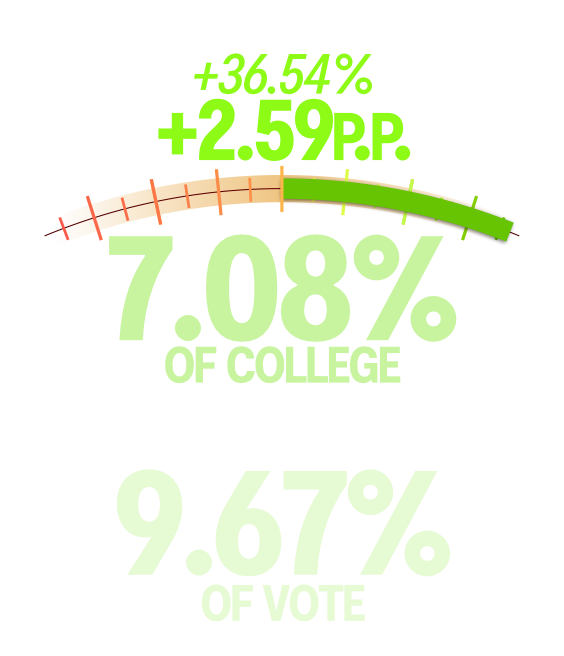 +36.54%
+2.59P.P.
7.08%
OF COLLEGE
9.67%
OF VOTE